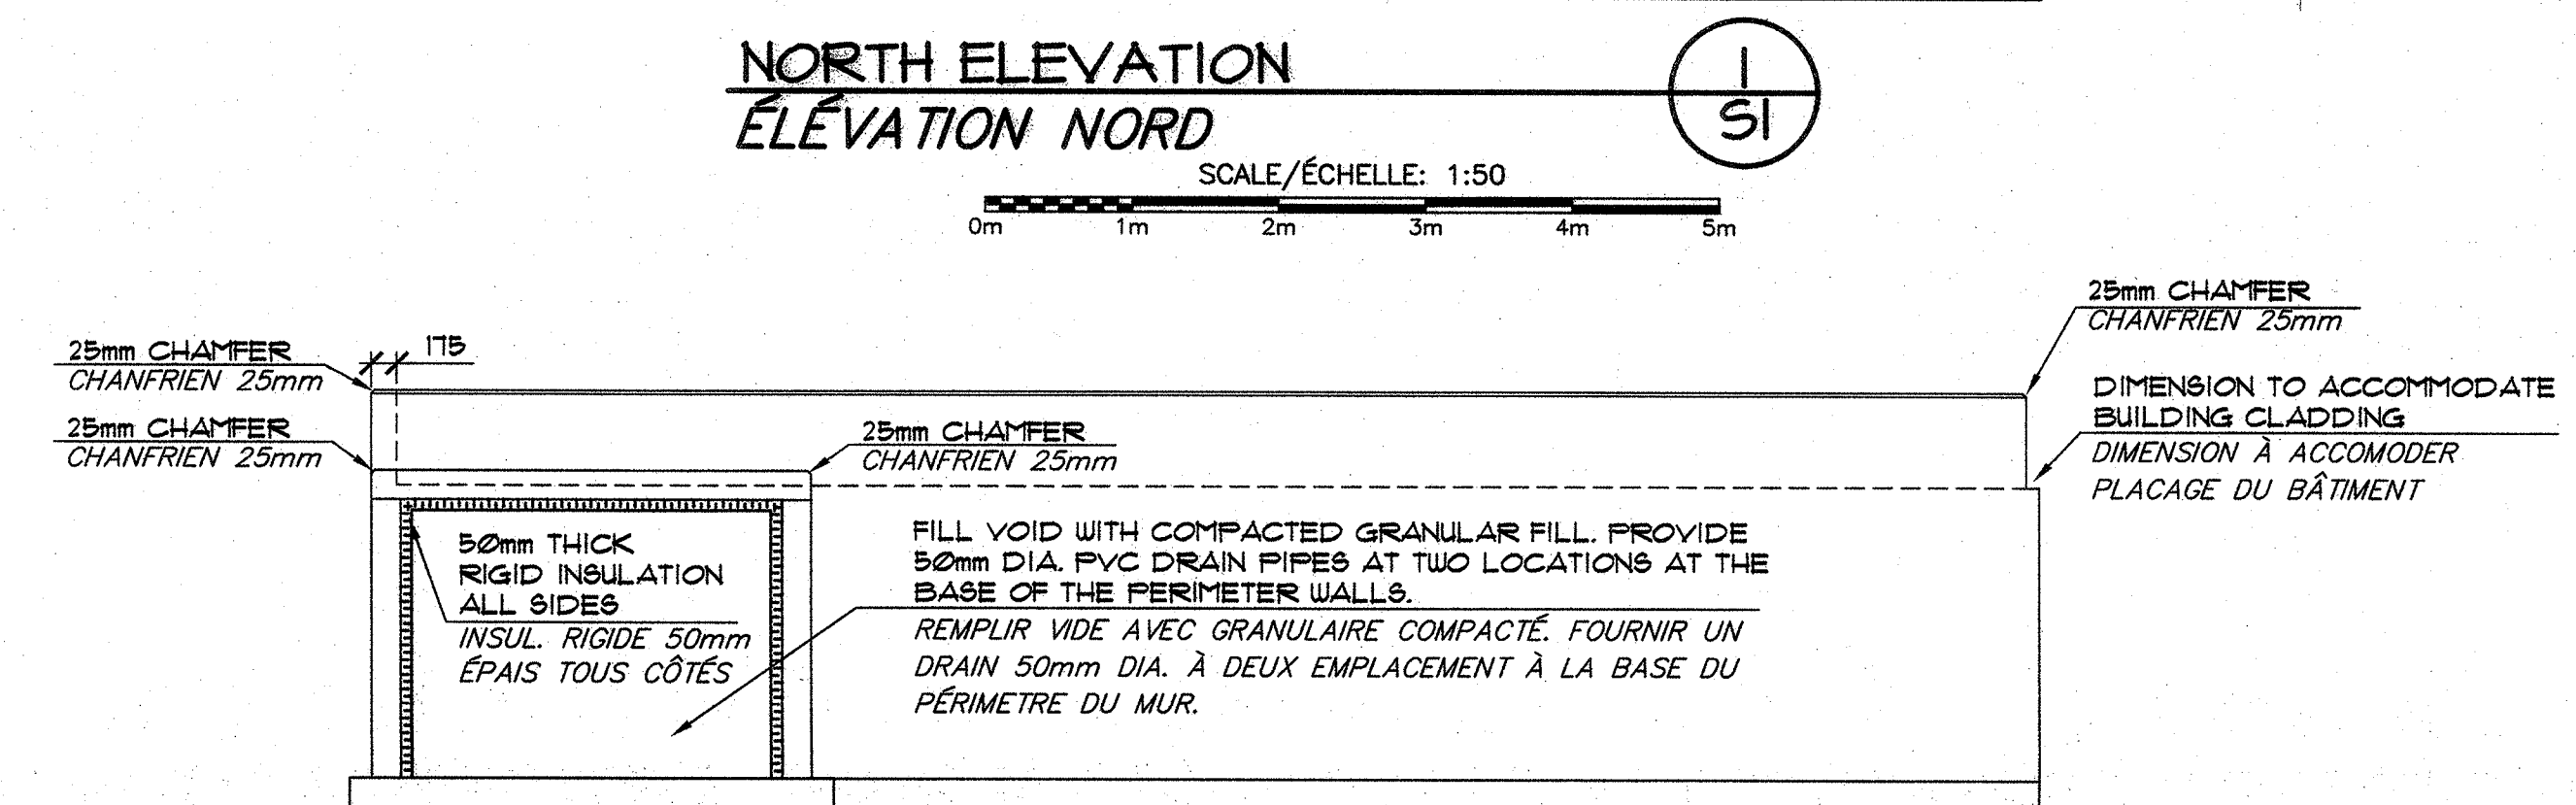 NORTH ELEVATION
ÉLÉVATION NORD
1
S1
SCALE/ÉCHELLE: 1:50
0m 1m 2m 3m 4m 5m
25mm CHAMFER
CHANFRIEN 25mm
175
25mm CHAMFER
CHANFRIEN 25mm
25mm CHAMFER
CHANFRIEN 25mm
25mm CHAMFER
CHANFRIEN 25mm
DIMENSION TO ACCOMMODATE
BUILDING CLADDING
DIMENSION À ACCOMODER
PLACAGE DU BÂTIMENT
50mm THICK
RIGID INSULATION
ALL SIDES
INSUL. RIGIDE 50mm
ÉPAIS TOUS CÔTÉS
FILL VOID WITH COMPACTED GRANULAR FILL. PROVIDE
50mm DIA. PVC DRAIN PIPES AT TWO LOCATIONS AT THE
BASE OF THE PERIMETER WALLS.
REMPLIR VIDE AVEC GRANULAIRE COMPACTÉ. FOURNIR UN
DRAIN 50mm DIA. À DEUX EMPLACEMENT À LA BASE DU
PÉRIMETRE DU MUR.